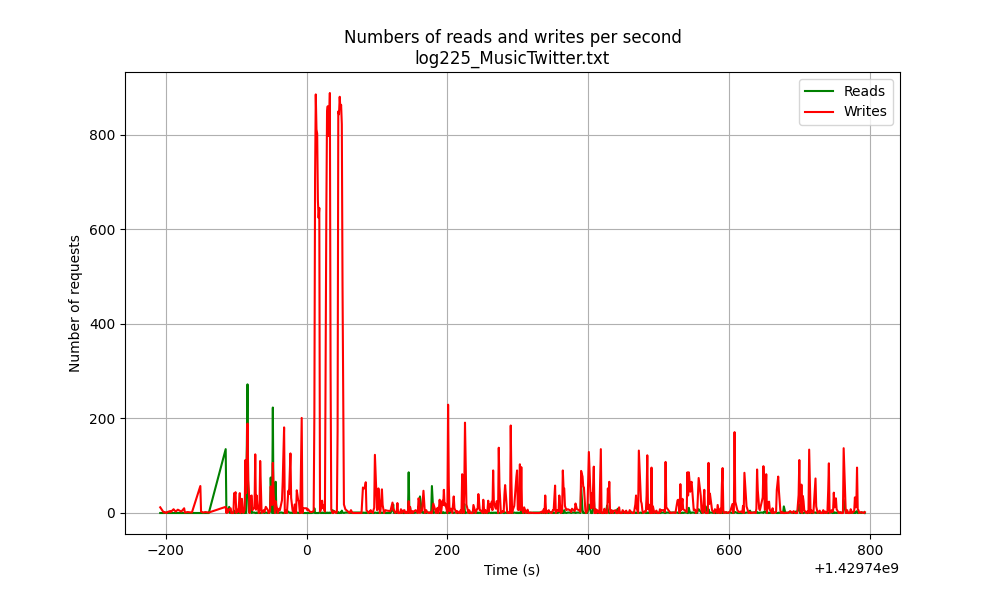 Numbers of reads and writes per second
log225_MusicTwitter.txt
Reads
Writes
Number of requests
800
600
400
200
0
−200
0
200
400
600
800
Time (s)
+1.42974e9